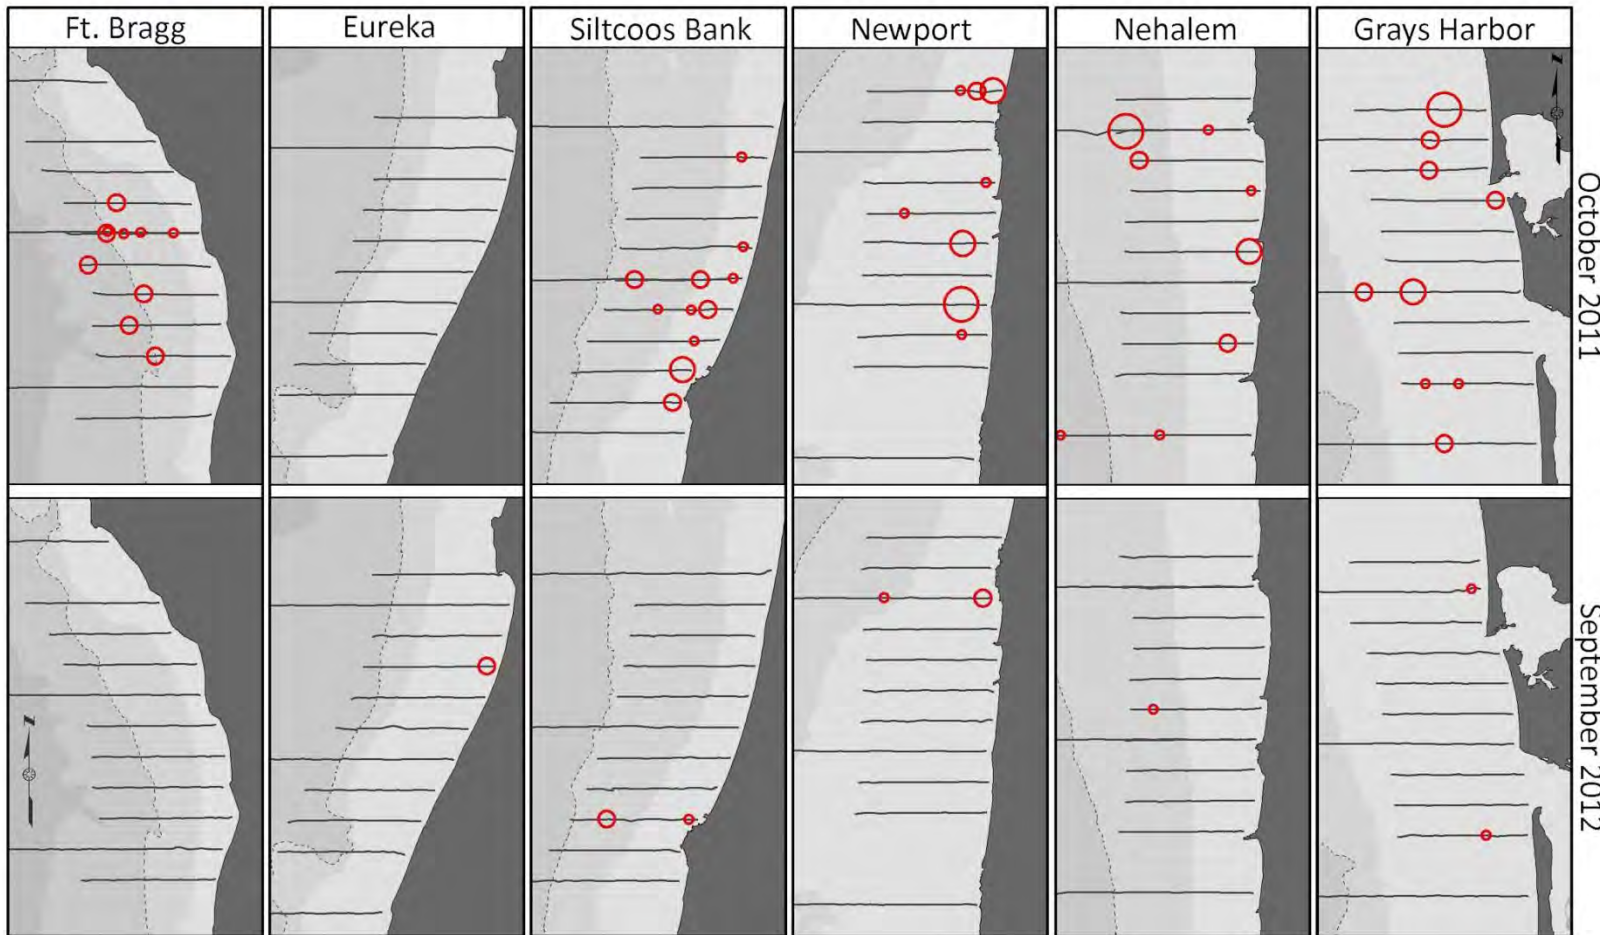 Ft. Bragg
Eureka
Siltcoos Bank
Newport
Nehalem
Grays Harbor
N
October 2011
N
September 2012